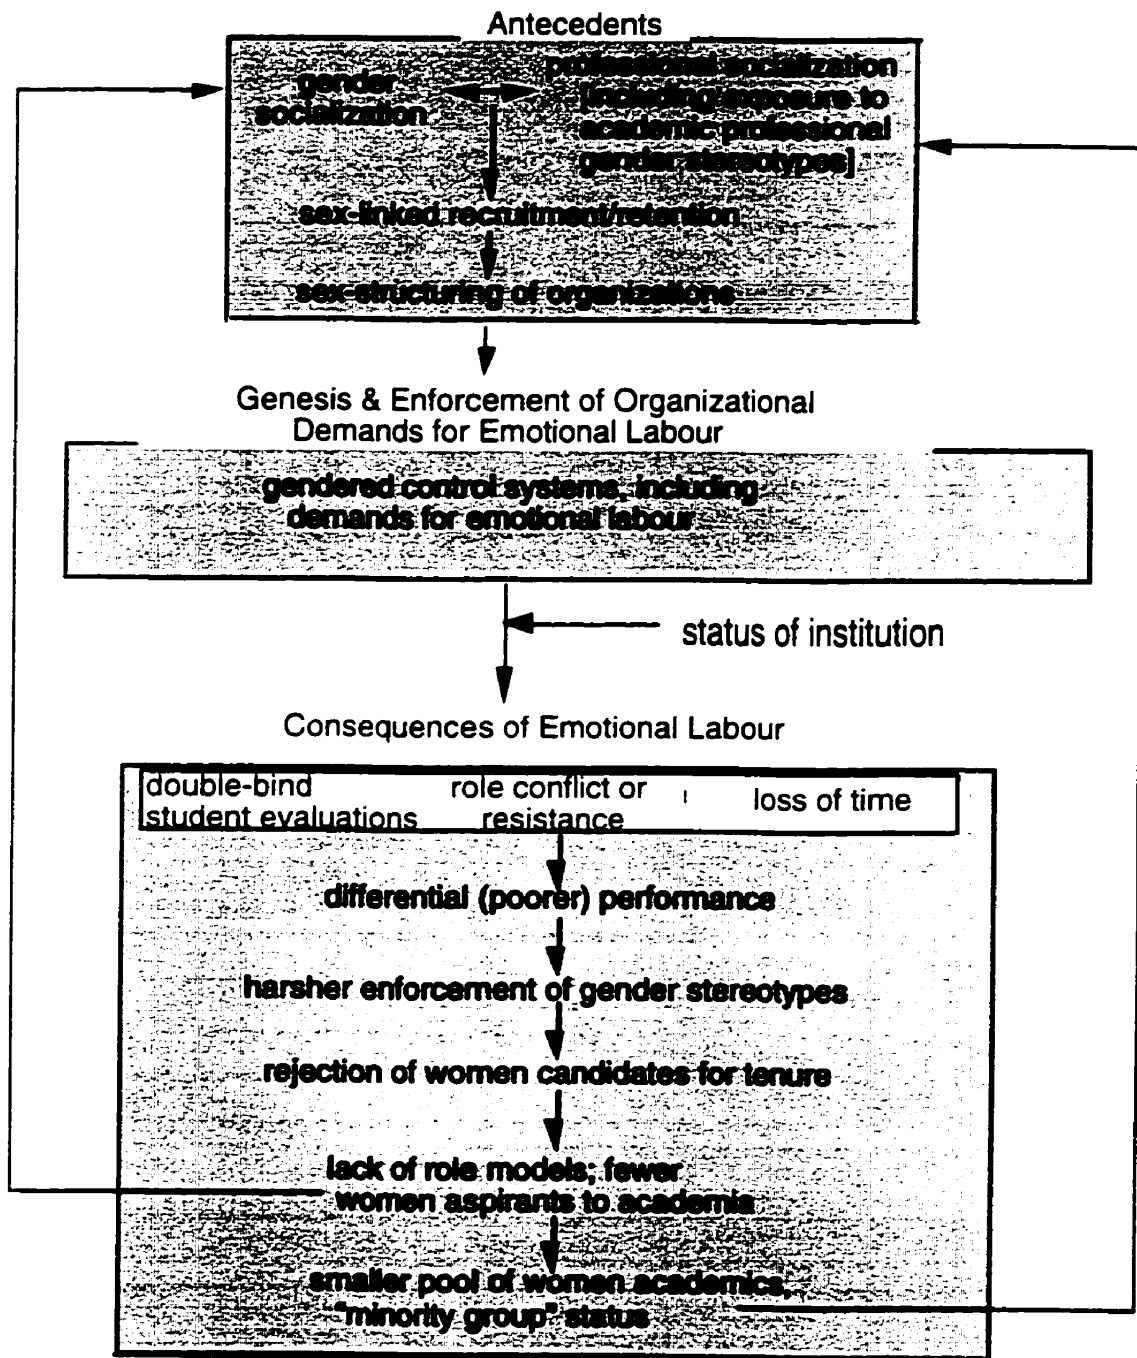 Antecedents
gender
socialization
professional socialization
[including exposure to
academic professional
gender stereotypes]
sex-linked recruitment/retention
sex-structuring of organizations
Genesis & Enforcement of Organizational
Demands for Emotional Labour
gendered control systems, including
demands for emotional labour
status of institution
Consequences of Emotional Labour
double-bind
student evaluations
role conflict or
resistance
loss of time
differential (poorer) performance
harsher enforcement of gender stereotypes
rejection of women candidates for tenure
lack of role models; fewer
women aspirants to academia
smaller pool of women academics,
"minority group" status